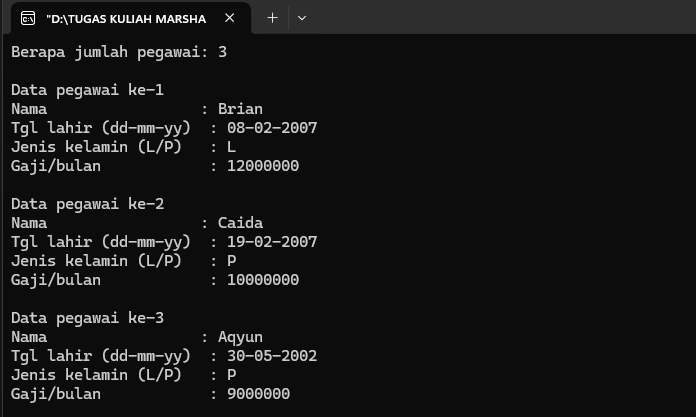 "D:\TUGAS KULIAH MARSHA
Berapa jumlah pegawai: 3
Data pegawai ke-1
Nama                 : Brian
Tgl lahir (dd-mm-yy)  : 08-02-2007
Jenis kelamin (L/P)   : L
Gaji/bulan            : 12000000
Data pegawai ke-2
Nama                 : Caida
Tgl lahir (dd-mm-yy)  : 19-02-2007
Jenis kelamin (L/P)   : P
Gaji/bulan            : 10000000
Data pegawai ke-3
Nama                 : Aqyun
Tgl lahir (dd-mm-yy)  : 30-05-2002
Jenis kelamin (L/P)   : P
Gaji/bulan            : 9000000